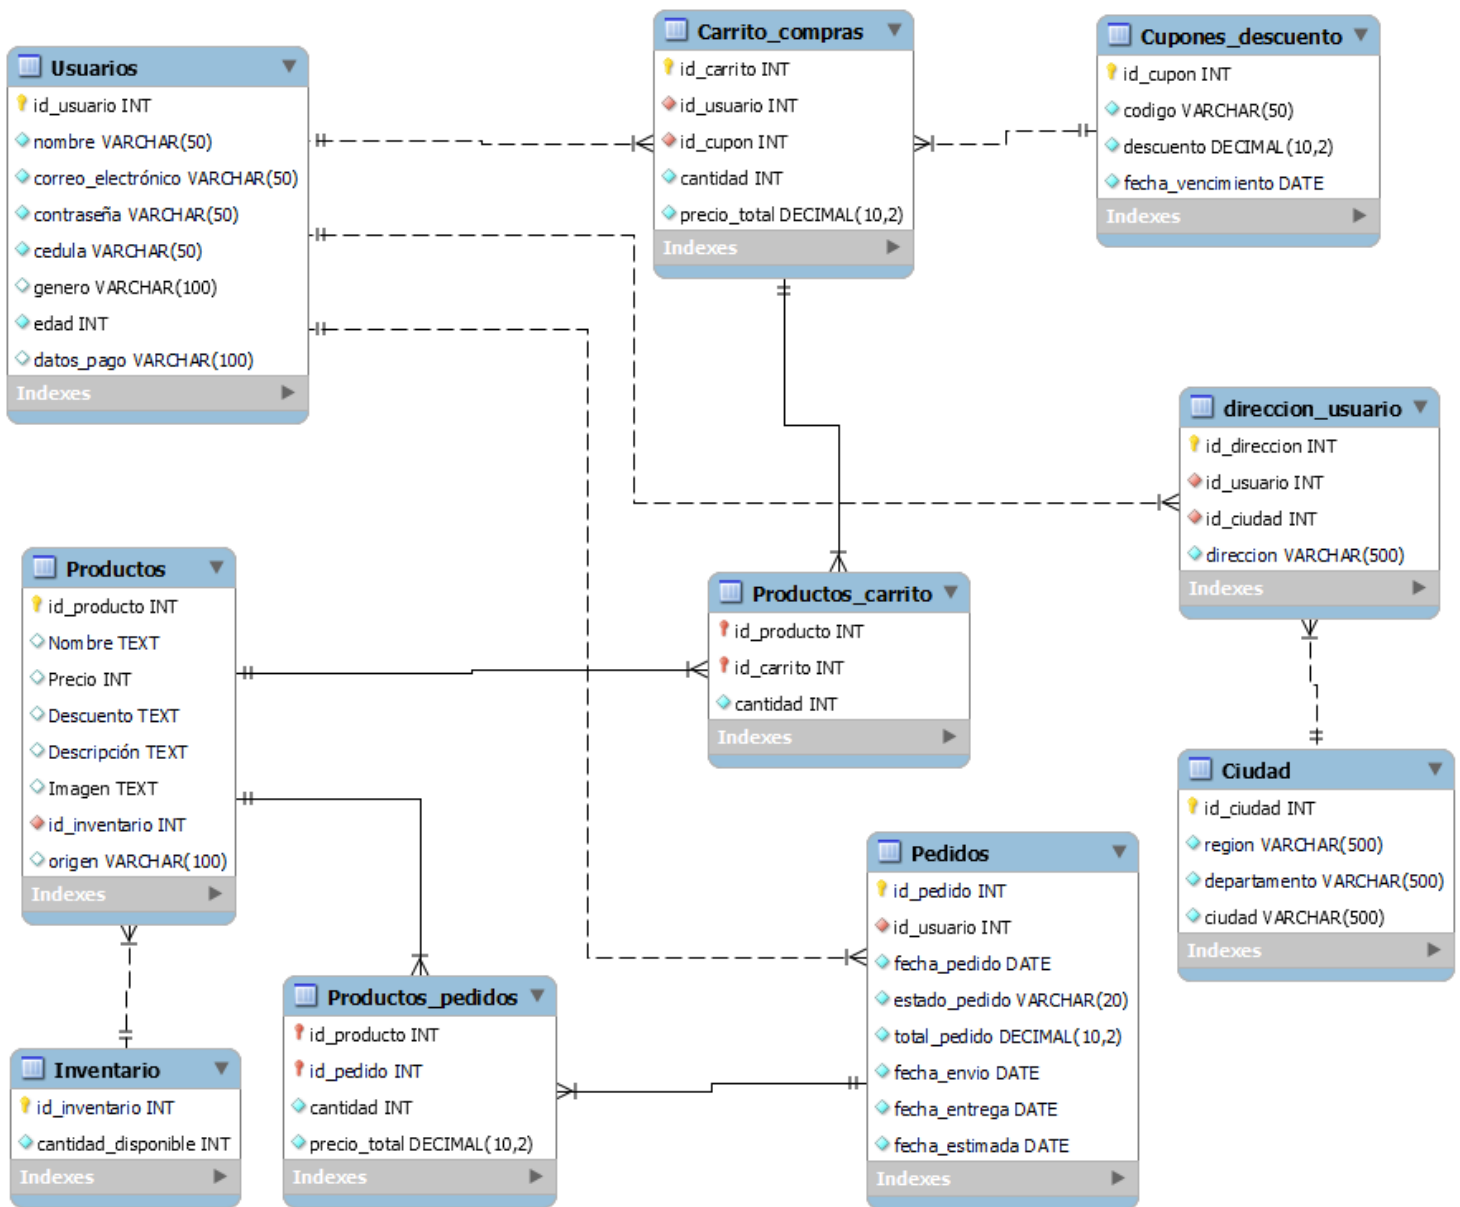 Usuarios
id_usuario INT
nombre VARCHAR(50)
correo_electrónico VARCHAR(50)
contraseña VARCHAR(50)
cedula VARCHAR(50)
genero VARCHAR(100)
edad INT
datos_pago VARCHAR(100)
Indexes
Carrito_compras
id_carrito INT
id_usuario INT
id_cupon INT
cantidad INT
precio_total DECIMAL(10,2)
Indexes
Cupones_descuento
id_cupon INT
codigo VARCHAR(50)
descuento DECIMAL(10,2)
fecha_vencimiento DATE
Indexes
direccion_usuario
id_direccion INT
id_usuario INT
id_ciudad INT
direccion VARCHAR(500)
Indexes
Productos
id_producto INT
Nombre TEXT
Precio INT
Descuento TEXT
Descripción TEXT
Imagen TEXT
id_inventario INT
origen VARCHAR(100)
Indexes
Productos_carrito
id_producto INT
id_carrito INT
cantidad INT
Indexes
Ciudad
id_ciudad INT
region VARCHAR(500)
departamento VARCHAR(500)
ciudad VARCHAR(500)
Indexes
Pedidos
id_pedido INT
id_usuario INT
fecha_pedido DATE
estado_pedido VARCHAR(20)
total_pedido DECIMAL(10,2)
fecha_envio DATE
fecha_entrega DATE
fecha_estimada DATE
Indexes
Productos_pedidos
id_producto INT
id_pedido INT
cantidad INT
precio_total DECIMAL(10,2)
Indexes
Inventario
id_inventario INT
cantidad_disponible INT
Indexes